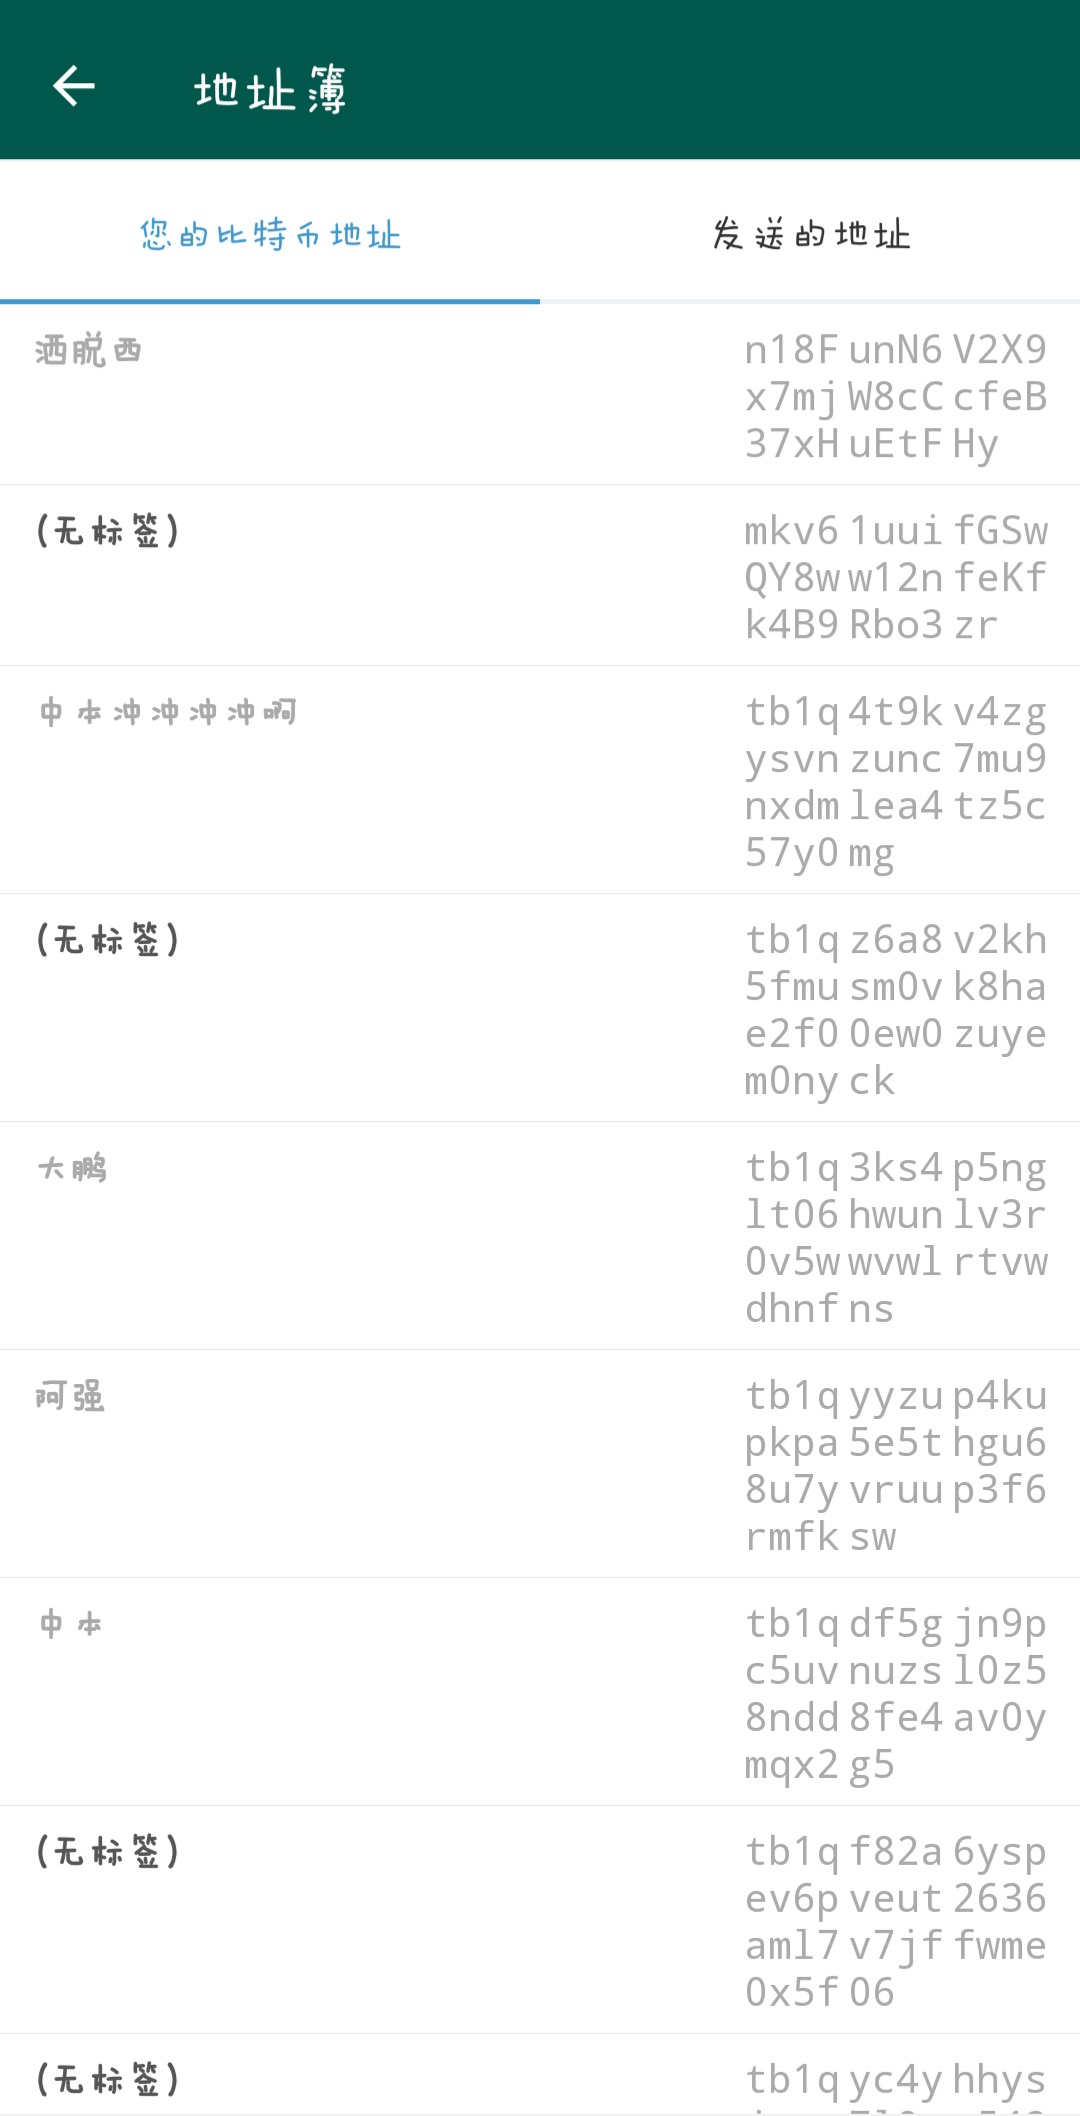 地址簿
您的比特币地址
发送的地址
洒脱西
n18F unN6 V2X9
x7mj W8cC cfeB
37xH uEtF Hy
(无标签)
mkv6 1uui fGSw
QY8w w12n feKf
k4B9 Rbo3 zr
中本冲冲冲冲啊
tb1q 4t9k v4zg
ysvn zunc 7mu9
nxdm lea4 tz5c
57y0 mg
(无标签)
tb1q z6a8 v2kh
5fmu sm0v k8ha
e2f0 0ew0 zuye
m0ny ck
大鹏
tb1q 3ks4 p5ng
lt06 hwun lv3r
0v5w wvwl rtvw
dhnf ns
阿强
tb1q yyzu p4ku
pkpa 5e5t hgu6
8u7y vruu p3f6
rmfk sw
中本
tb1q df5g jn9p
c5uv nuzs l0z5
8ndd 8fe4 av0y
mqx2 g5
(无标签)
tb1q f82a 6ysp
ev6p veut 2636
aml7 v7jf fwme
0x5f 06
(无标签)
tb1q yc4y hhys